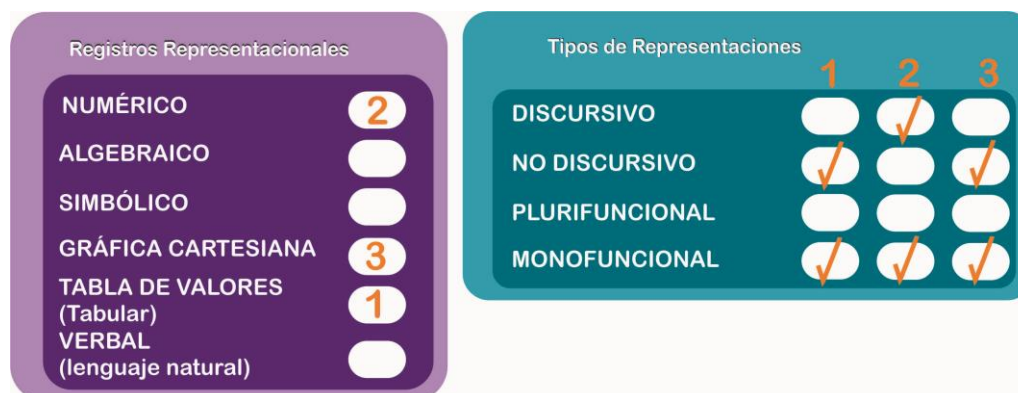 Registros Representacionales
NUMÉRICO 2
ALGEBRAICO
SIMBÓLICO
GRÁFICA CARTESIANA 3
TABLA DE VALORES
(Tabular) 1
VERBAL
(lenguaje natural)
Tipos de Representaciones
1 2 3
DISCURSIVO
NO DISCURSIVO
PLURIFUNCIONAL
MONOFUNCIONAL